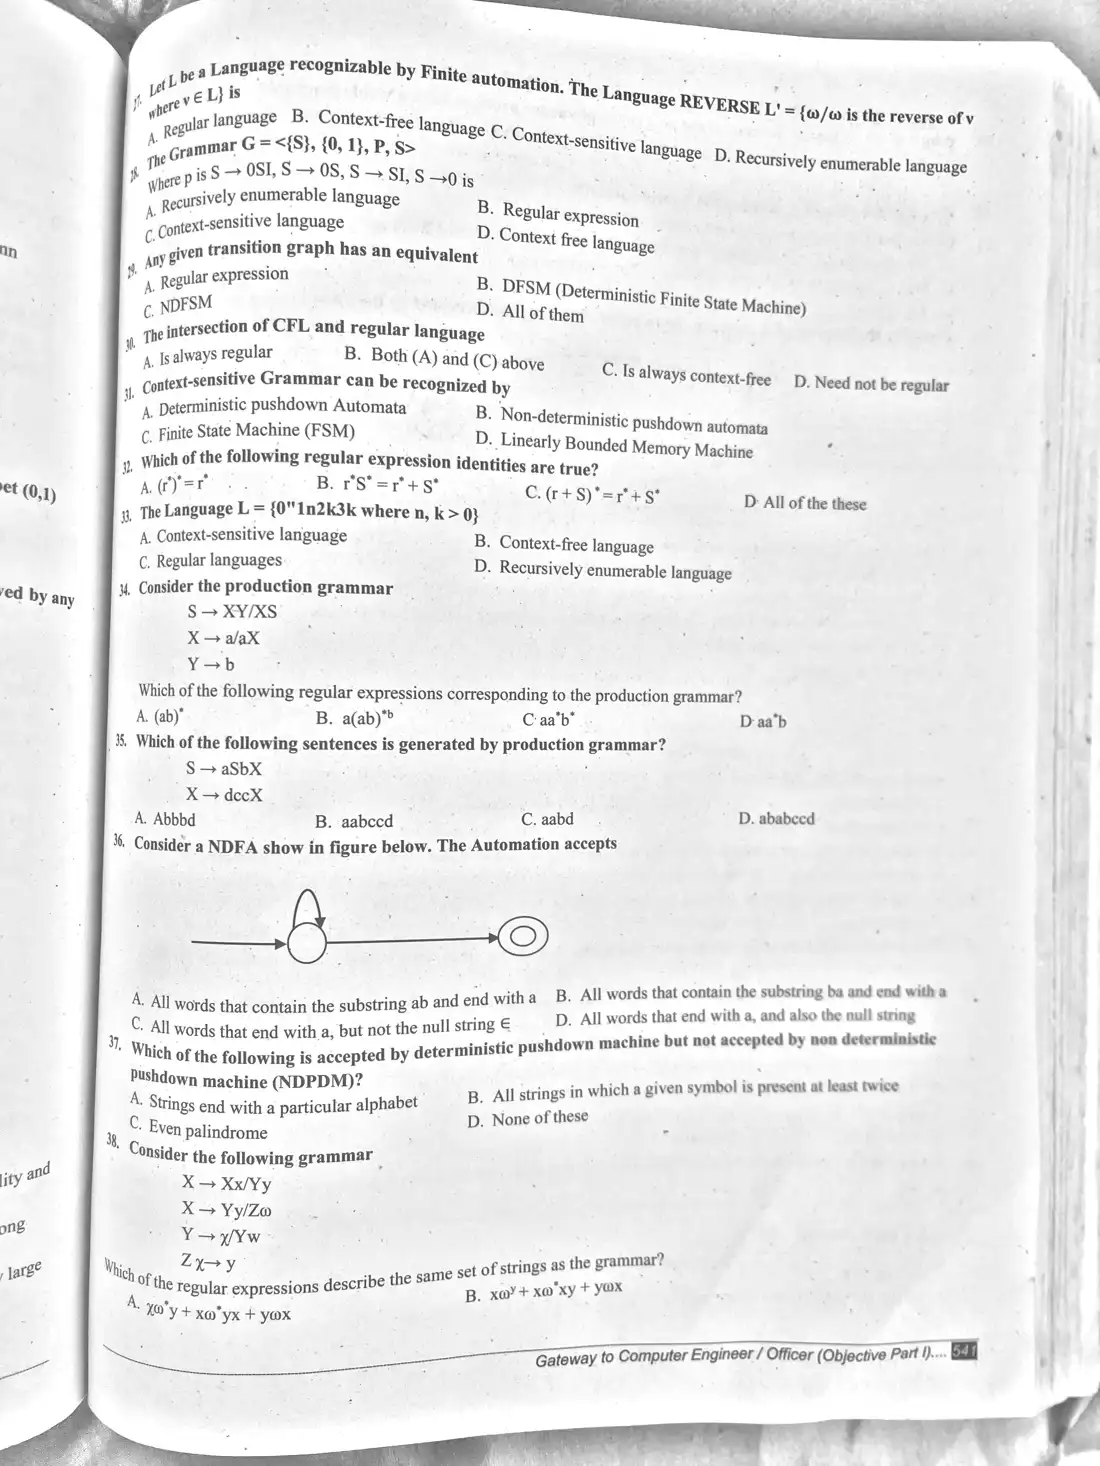 nn
et (0,1)
ed by any
lity and
ong
large
27. Let L be a Language recognizable by Finite automation. The Language REVERSE L' = {ω/ω is the reverse of v
where v ∈ L} is
A. Regular language B. Context-free language C. Context-sensitive language D. Recursively enumerable language
28. The Grammar G = <{S}, {0, 1}, P, S>
Where p is S → 0SI, S → 0S, S → SI, S →0 is
A. Recursively enumerable language B. Regular expression
C. Context-sensitive language D. Context free language
29. Any given transition graph has an equivalent
A. Regular expression B. DFSM (Deterministic Finite State Machine)
C. NDFSM D. All of them
30. The intersection of CFL and regular language
A. Is always regular B. Both (A) and (C) above C. Is always context-free D. Need not be regular
31. Context-sensitive Grammar can be recognized by
A. Deterministic pushdown Automata B. Non-deterministic pushdown automata
C. Finite State Machine (FSM) D. Linearly Bounded Memory Machine
32. Which of the following regular expression identities are true?
A. (r*)* = r* B. r*S* = r* + S* C. (r + S)* = r* + S* D All of the these
33. The Language L = {0"1n2k3k where n, k > 0}
A. Context-sensitive language B. Context-free language
C. Regular languages D. Recursively enumerable language
34. Consider the production grammar
S → XY/XS
X → a/aX
Y → b
Which of the following regular expressions corresponding to the production grammar?
A. (ab)* B. a(ab)*b C aa*b* D aa*b
35. Which of the following sentences is generated by production grammar?
S → aSbX
X → dccX
A. Abbbd B. aabccd C. aabd D. ababccd
36. Consider a NDFA show in figure below. The Automation accepts
A. All words that contain the substring ab and end with a B. All words that contain the substring ba and end with a
C. All words that end with a, but not the null string ∈ D. All words that end with a, and also the null string
37. Which of the following is accepted by deterministic pushdown machine but not accepted by non deterministic
pushdown machine (NDPDM)?
A. Strings end with a particular alphabet B. All strings in which a given symbol is present at least twice
C. Even palindrome D. None of these
38. Consider the following grammar
X → Xx/Yy
X → Yy/Zω
Y → χ/Yw
Z χ→ y
Which of the regular expressions describe the same set of strings as the grammar?
A. χω*y + xω*yx + yωx B. xωʸ + xω*xy + yωx
Gateway to Computer Engineer / Officer (Objective Part I).... 541